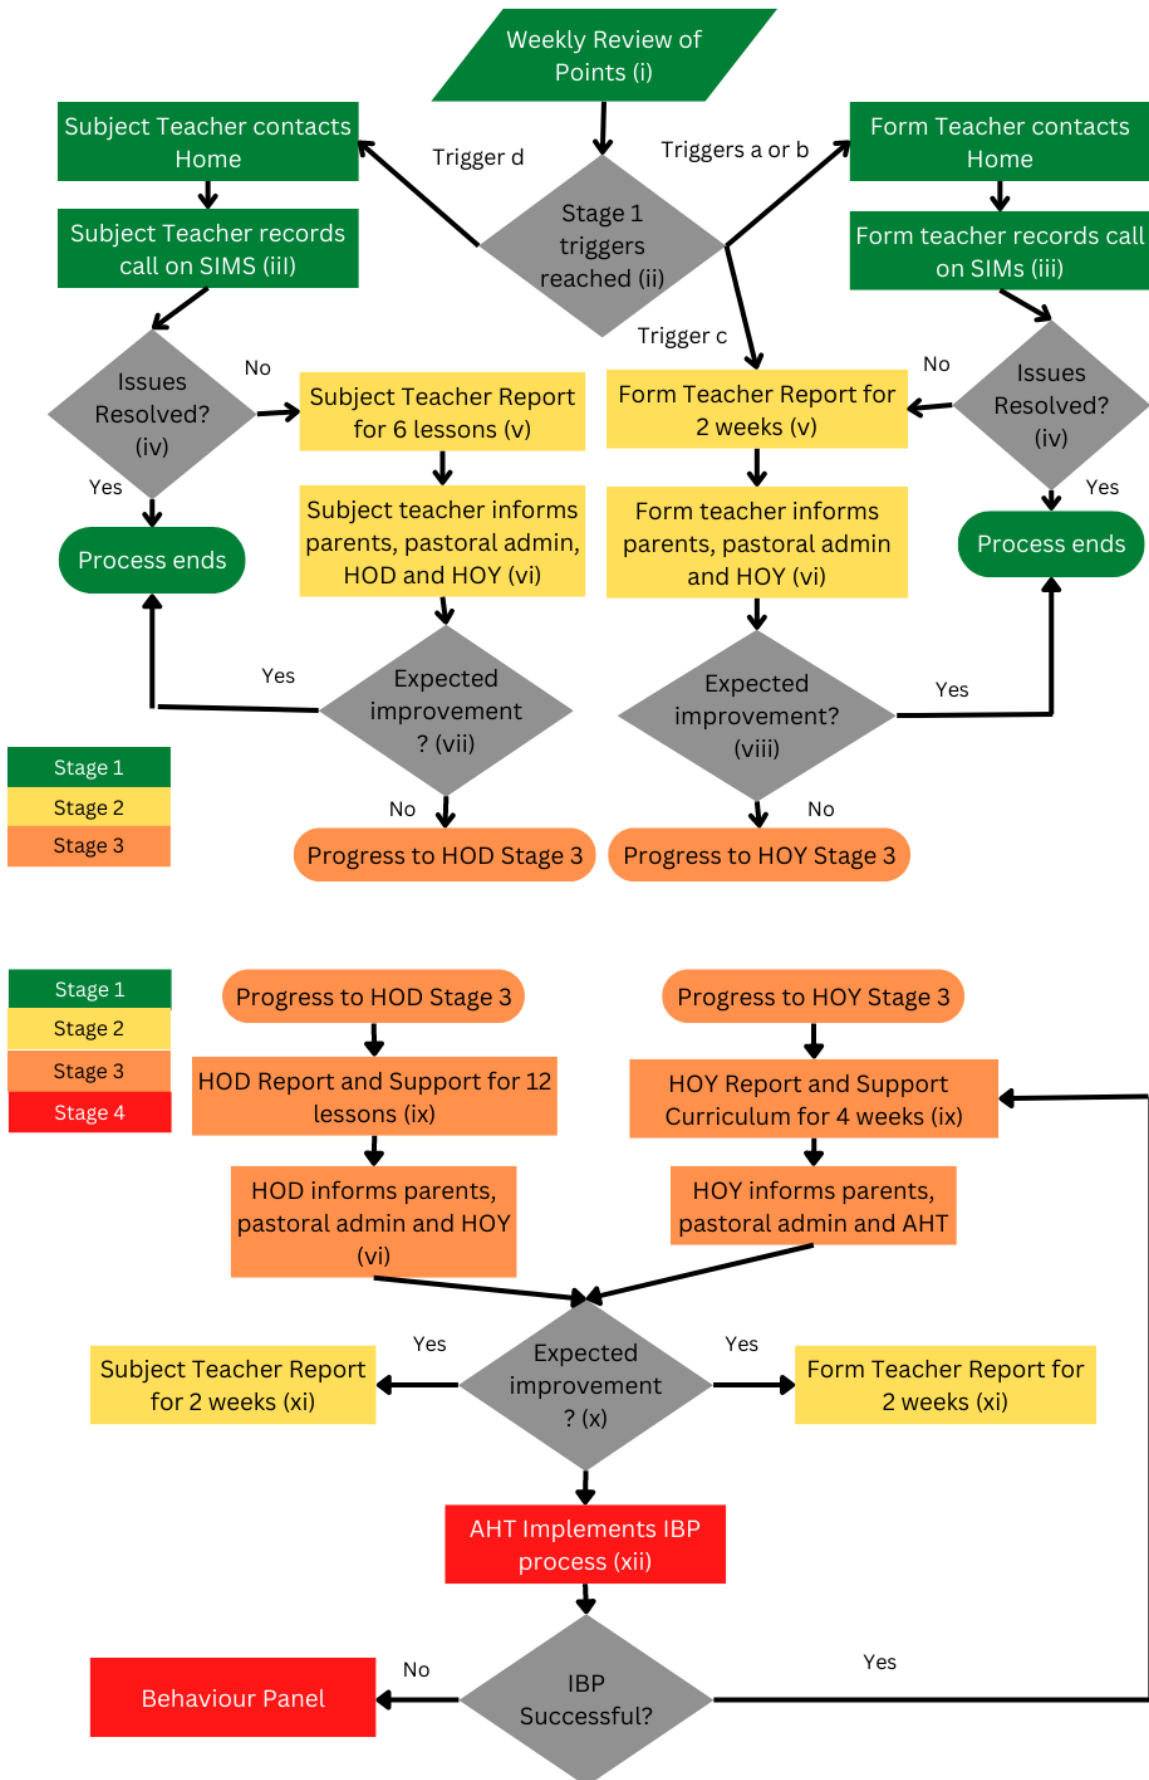 Weekly Review of
Points (i)
Subject Teacher contacts
Home
Trigger d
Triggers a or b
Form Teacher contacts
Home
Stage 1
triggers
reached (ii)
Subject Teacher records
call on SIMS (iiI)
Form teacher records call
on SIMs (iii)
Trigger c
Issues
Resolved?
(iv)
No
Subject Teacher Report
for 6 lessons (v)
Form Teacher Report for
2 weeks (v)
No
Issues
Resolved?
(iv)
Yes
Subject teacher informs
parents, pastoral admin,
HOD and HOY (vi)
Form teacher informs
parents, pastoral admin
and HOY (vi)
Yes
Process ends
Process ends
Yes
Expected
improvement
? (vii)
Expected
improvement?
(viii)
Yes
Stage 1
Stage 2
Stage 3
No
No
Progress to HOD Stage 3
Progress to HOY Stage 3
Stage 1
Stage 2
Stage 3
Stage 4
Progress to HOD Stage 3
Progress to HOY Stage 3
HOD Report and Support for 12
lessons (ix)
HOY Report and Support
Curriculum for 4 weeks (ix)
HOD informs parents,
pastoral admin and HOY
(vi)
HOY informs parents,
pastoral admin and AHT
Yes
Expected
improvement
? (x)
Yes
Subject Teacher Report
for 2 weeks (xi)
Form Teacher Report for
2 weeks (xi)
AHT Implements IBP
process (xii)
Behaviour Panel
No
IBP
Successful?
Yes